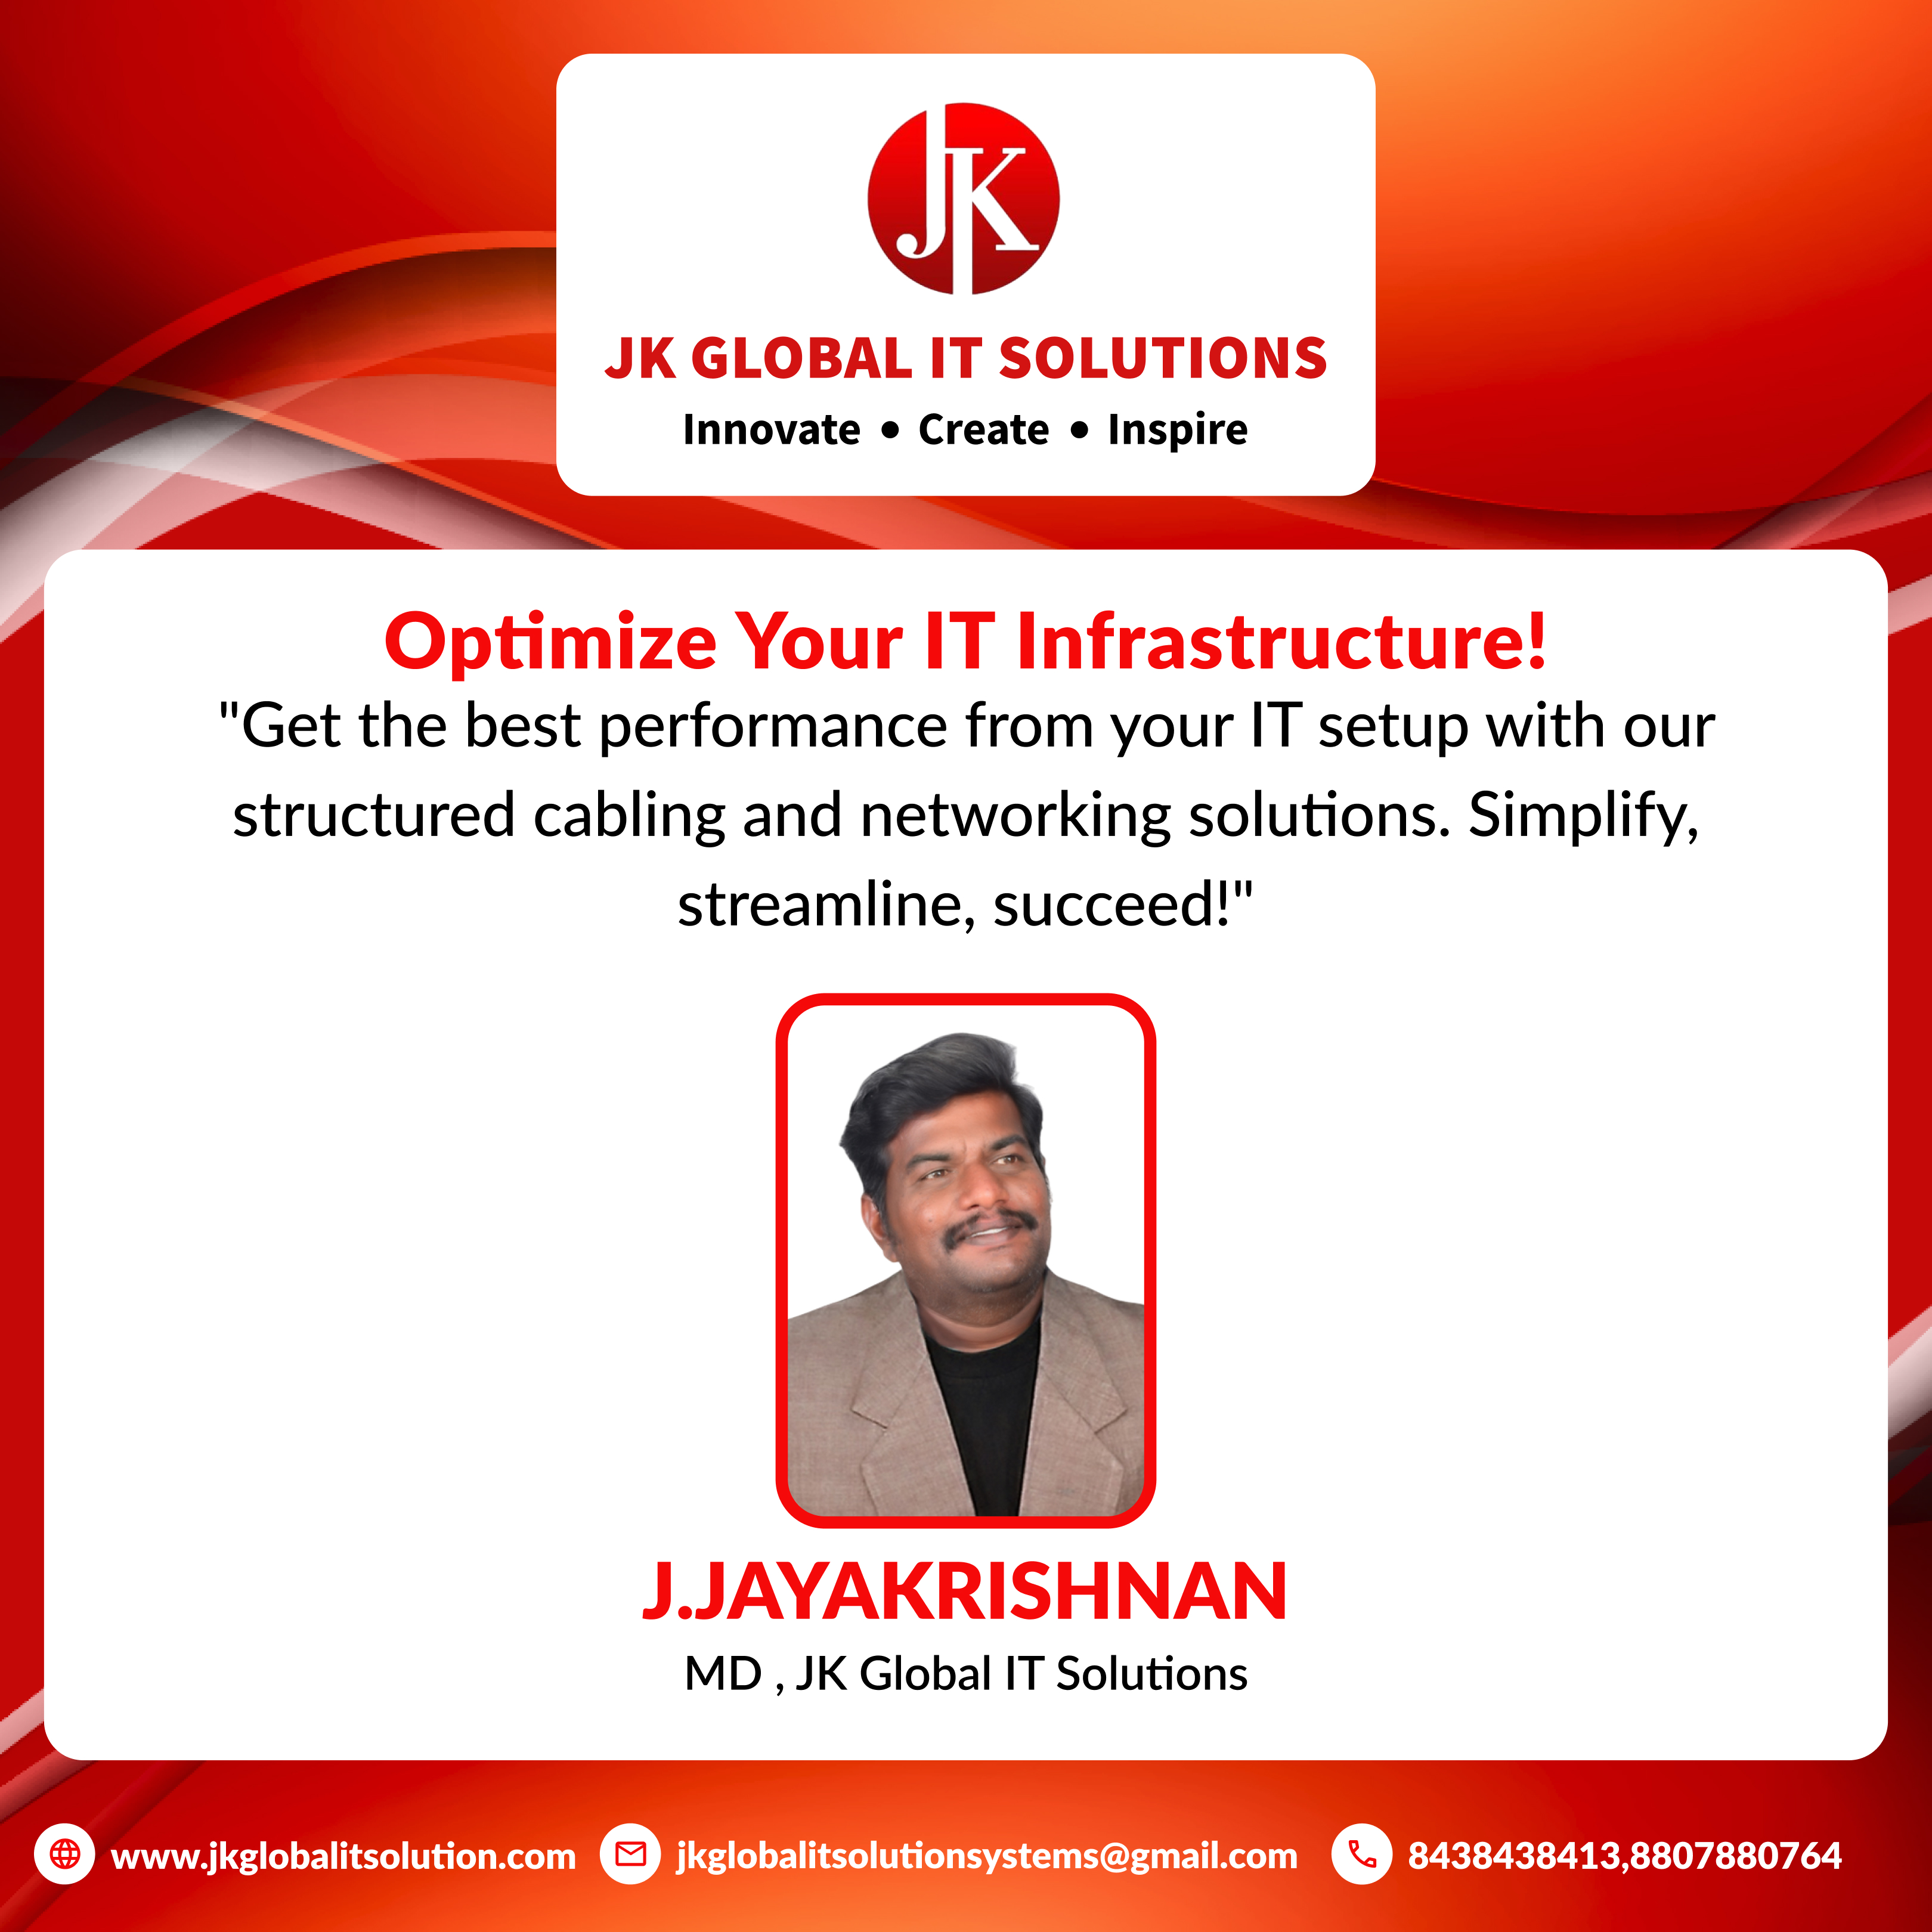 JK
JK GLOBAL IT SOLUTIONS
Innovate • Create • Inspire
Optimize Your IT Infrastructure!
"Get the best performance from your IT setup with our
structured cabling and networking solutions. Simplify,
streamline, succeed!"
J.JAYAKRISHNAN
MD , JK Global IT Solutions
www.jkglobalitsolution.com jkglobalitsolutionsystems@gmail.com 8438438413,8807880764